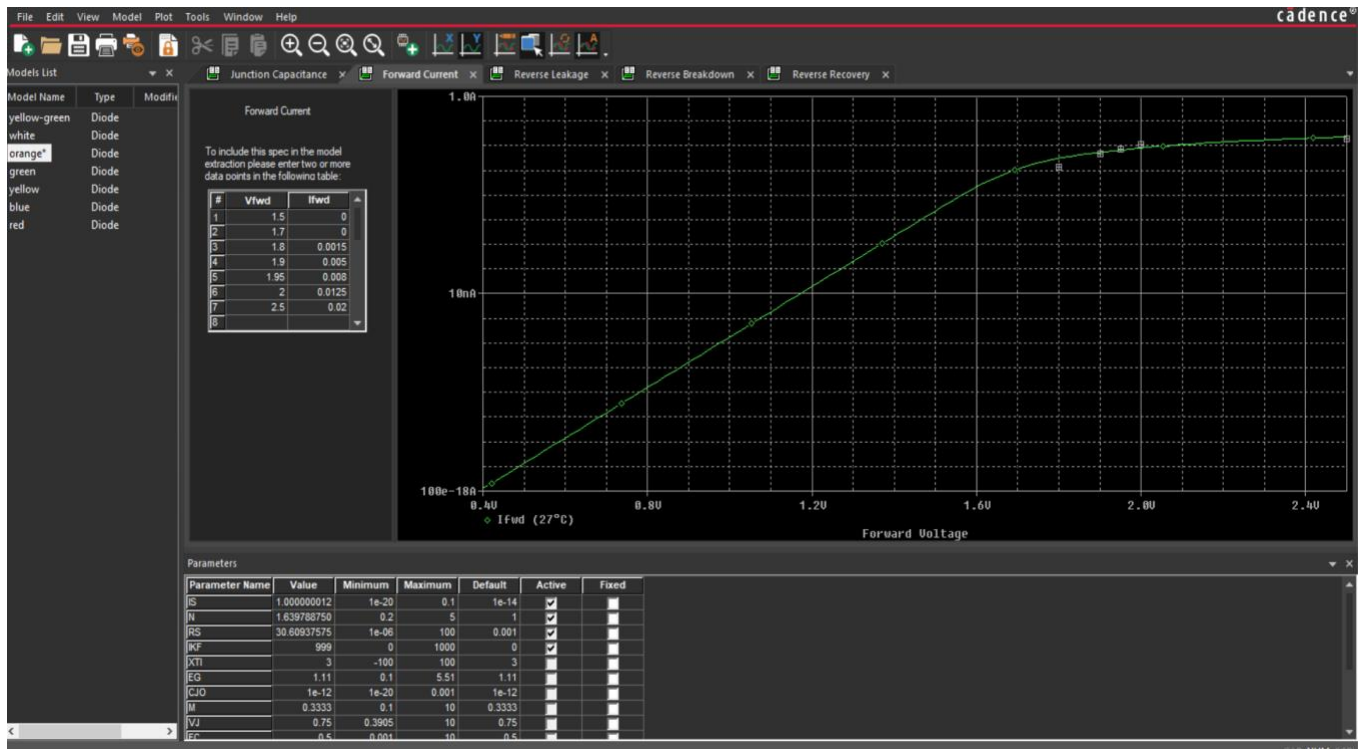 File Edit View Model Plot Tools Window Help
cādence®
Models List
Junction Capacitance x Forward Current x Reverse Leakage x Reverse Breakdown x Reverse Recovery x
Model Name Type Modifie
yellow-green Diode
white Diode
orange* Diode
green Diode
yellow Diode
blue Diode
red Diode
Forward Current
To include this spec in the model
extraction please enter two or more
data points in the following table:
# Vfwd Ifwd
1 1.5 0
2 1.7 0
3 1.8 0.0015
4 1.9 0.005
5 1.95 0.008
6 2 0.0125
7 2.5 0.02
8
1.0A
10nA
100e-18A
0.4V 0.8V 1.2V 1.6V 2.0V 2.4V
Ifwd (27°C)
Forward Voltage
Parameters
Parameter Name Value Minimum Maximum Default Active Fixed
IS 1.000000012 1e-20 0.1 1e-14
N 1.639788750 0.2 5 1
RS 30.60937575 1e-06 100 0.001
IKF 999 0 1000 0
XTI 3 -100 100 3
EG 1.11 0.1 5.51 1.11
CJO 1e-12 1e-20 0.001 1e-12
M 0.3333 0.1 10 0.3333
VJ 0.75 0.3905 10 0.75
FC 0.5 0.001 10 0.5